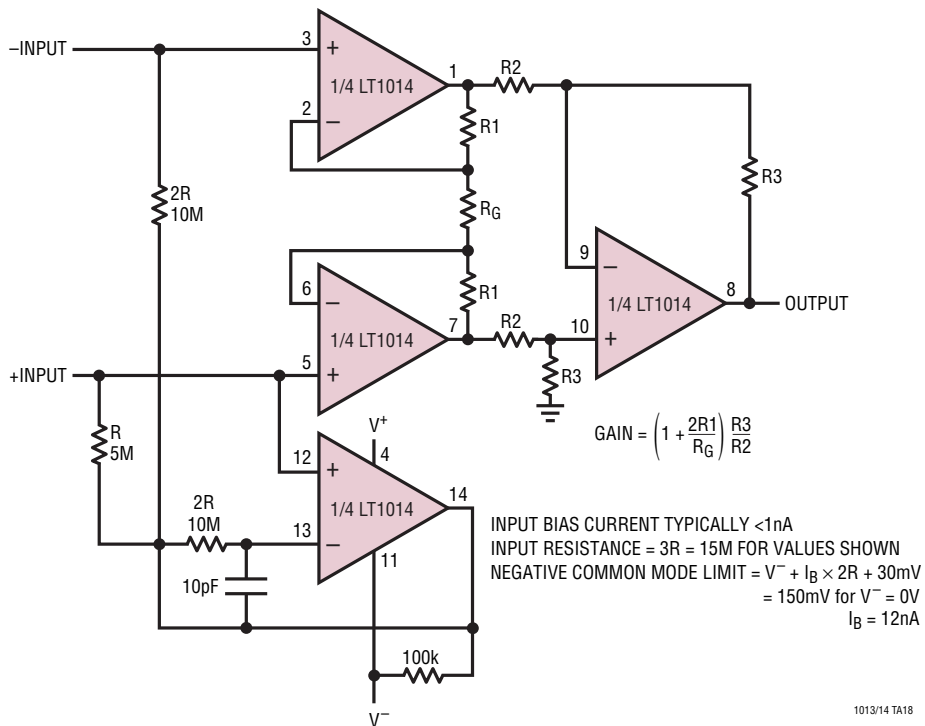 –INPUT
3
+
1/4 LT1014
2
–
1
R2
R1
RG
R3
2R
10M
6
–
1/4 LT1014
5
+
7
R1
R2
R3
9
–
1/4 LT1014
10
+
8
OUTPUT
+INPUT
R
5M
V+
4
12
+
1/4 LT1014
13
–
14
11
2R
10M
10pF
100k
V–
GAIN = (1 + 2R1/RG) R3/R2
INPUT BIAS CURRENT TYPICALLY <1nA
INPUT RESISTANCE = 3R = 15M FOR VALUES SHOWN
NEGATIVE COMMON MODE LIMIT = V– + IB × 2R + 30mV
= 150mV for V– = 0V
IB = 12nA
1013/14 TA18